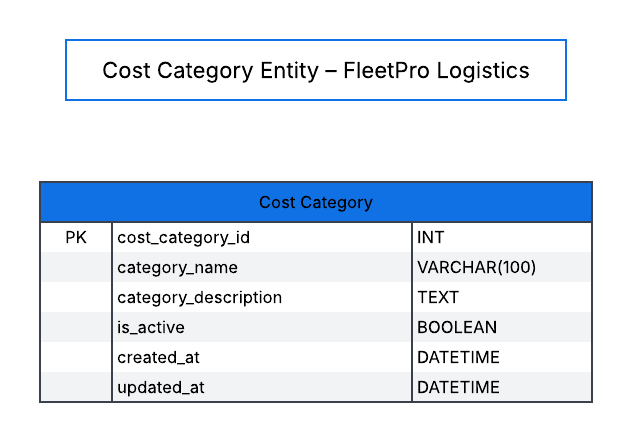 Cost Category Entity – FleetPro Logistics
Cost Category
PK cost_category_id INT
category_name VARCHAR(100)
category_description TEXT
is_active BOOLEAN
created_at DATETIME
updated_at DATETIME